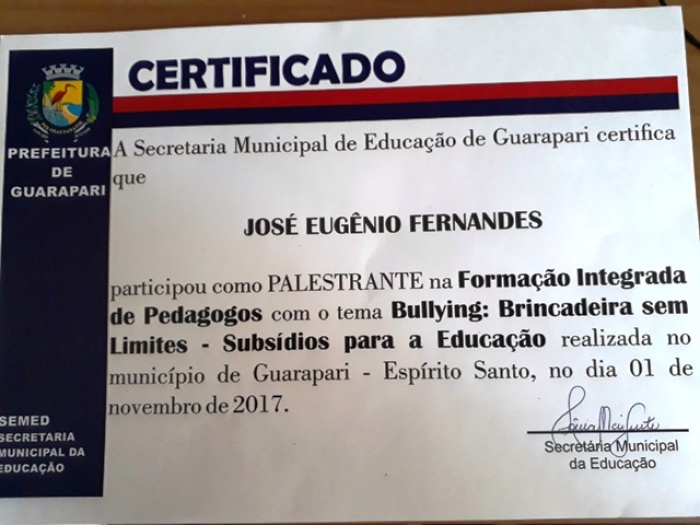 CERTIFICADO
PREFEITURA
DE
GUARAPARI
A Secretaria Municipal de Educação de Guarapari certifica
que
JOSÉ EUGÊNIO FERNANDES
participou como PALESTRANTE na Formação Integrada
de Pedagogos com o tema Bullying: Brincadeira sem
Limites - Subsídios para a Educação realizada no
município de Guarapari - Espírito Santo, no dia 01 de
novembro de 2017.
SEMED
SECRETARIA
MUNICIPAL DA
EDUCAÇÃO
Secretária Municipal
da Educação